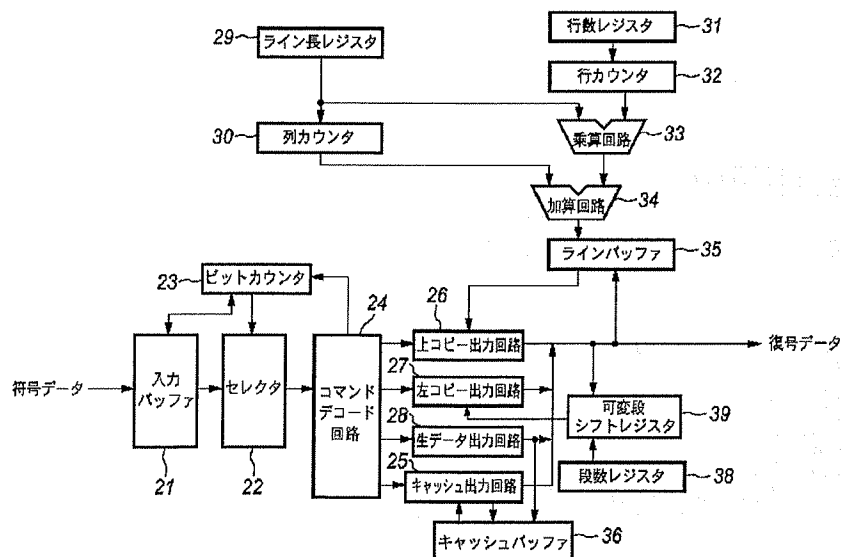 29
ライン長レジスタ
行数レジスタ
31
行カウンタ
32
30
列カウンタ
乗算回路
33
加算回路
34
ラインバッファ
35
23
ビットカウンタ
24
26
上コピー出力回路
復号データ
符号データ
入力
バッファ
セレクタ
コマンド
デコード
回路
27
左コピー出力回路
可変段
シフトレジスタ
39
28
生データ出力回路
段数レジスタ
38
25
キャッシュ出力回路
21
22
キャッシュバッファ
36